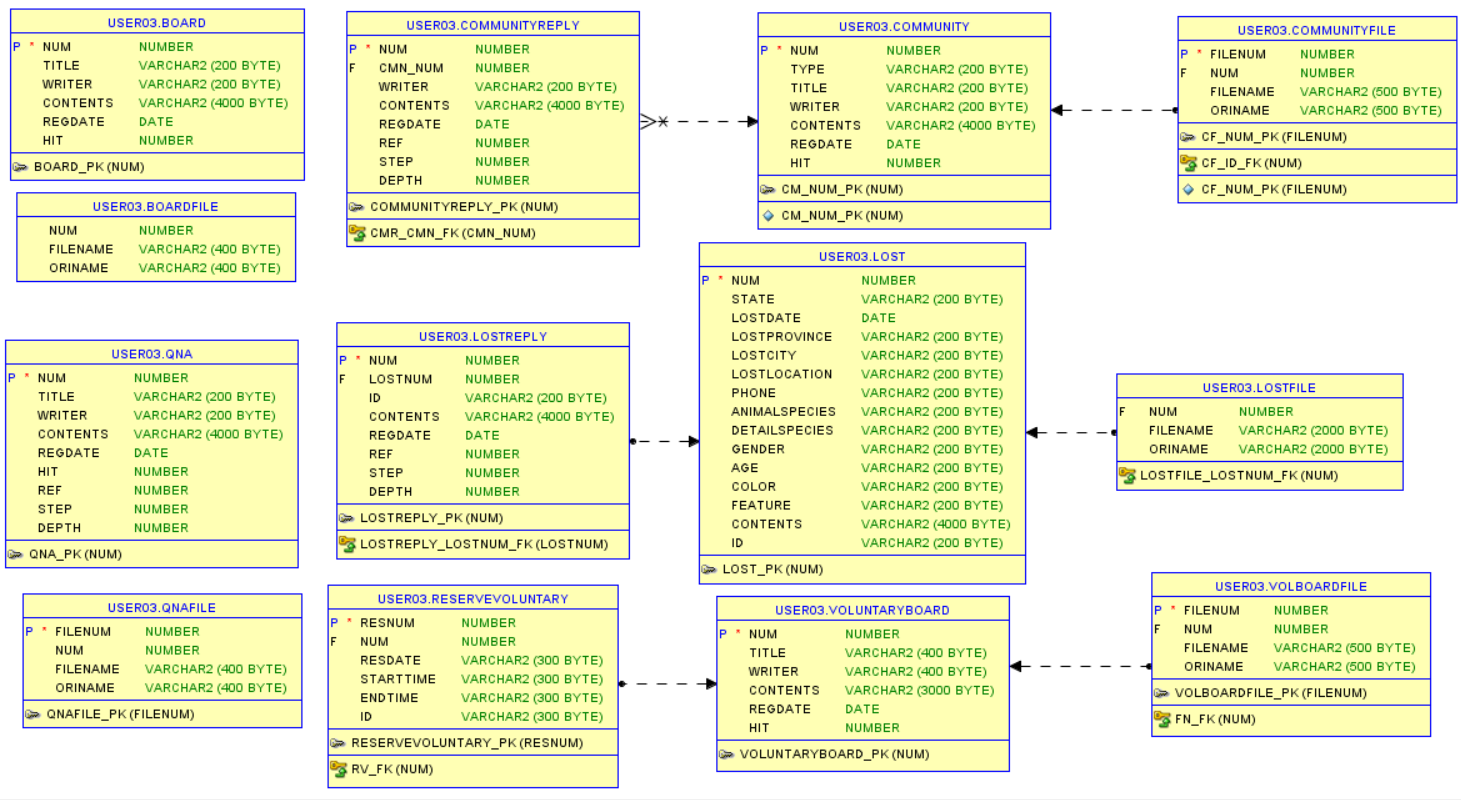 USER03.BOARD
P * NUM NUMBER
TITLE VARCHAR2 (200 BYTE)
WRITER VARCHAR2 (200 BYTE)
CONTENTS VARCHAR2 (4000 BYTE)
REGDATE DATE
HIT NUMBER
BOARD_PK (NUM)
USER03.COMMUNITYREPLY
P * NUM NUMBER
F CMN_NUM NUMBER
WRITER VARCHAR2 (200 BYTE)
CONTENTS VARCHAR2 (4000 BYTE)
REGDATE DATE
REF NUMBER
STEP NUMBER
DEPTH NUMBER
COMMUNITYREPLY_PK (NUM)
CMR_CMN_FK (CMN_NUM)
USER03.COMMUNITY
P * NUM NUMBER
TYPE VARCHAR2 (200 BYTE)
TITLE VARCHAR2 (200 BYTE)
WRITER VARCHAR2 (200 BYTE)
CONTENTS VARCHAR2 (4000 BYTE)
REGDATE DATE
HIT NUMBER
CM_NUM_PK (NUM)
CM_NUM_PK (NUM)
USER03.COMMUNITYFILE
P * FILENUM NUMBER
F NUM NUMBER
FILENAME VARCHAR2 (500 BYTE)
ORINAME VARCHAR2 (500 BYTE)
CF_NUM_PK (FILENUM)
CF_ID_FK (NUM)
CF_NUM_PK (FILENUM)
USER03.BOARDFILE
NUM NUMBER
FILENAME VARCHAR2 (400 BYTE)
ORINAME VARCHAR2 (400 BYTE)
USER03.QNA
P * NUM NUMBER
TITLE VARCHAR2 (200 BYTE)
WRITER VARCHAR2 (200 BYTE)
CONTENTS VARCHAR2 (4000 BYTE)
REGDATE DATE
HIT NUMBER
REF NUMBER
STEP NUMBER
DEPTH NUMBER
QNA_PK (NUM)
USER03.LOSTREPLY
P * NUM NUMBER
F LOSTNUM NUMBER
ID VARCHAR2 (200 BYTE)
CONTENTS VARCHAR2 (4000 BYTE)
REGDATE DATE
REF NUMBER
STEP NUMBER
DEPTH NUMBER
LOSTREPLY_PK (NUM)
LOSTREPLY_LOSTNUM_FK (LOSTNUM)
USER03.LOST
P * NUM NUMBER
STATE VARCHAR2 (200 BYTE)
LOSTDATE DATE
LOSTPROVINCE VARCHAR2 (200 BYTE)
LOSTCITY VARCHAR2 (200 BYTE)
LOSTLOCATION VARCHAR2 (200 BYTE)
PHONE VARCHAR2 (200 BYTE)
ANIMALSPECIES VARCHAR2 (200 BYTE)
DETAILSPECIES VARCHAR2 (200 BYTE)
GENDER VARCHAR2 (200 BYTE)
AGE VARCHAR2 (200 BYTE)
COLOR VARCHAR2 (200 BYTE)
FEATURE VARCHAR2 (200 BYTE)
CONTENTS VARCHAR2 (4000 BYTE)
ID VARCHAR2 (200 BYTE)
LOST_PK (NUM)
USER03.LOSTFILE
F NUM NUMBER
FILENAME VARCHAR2 (2000 BYTE)
ORINAME VARCHAR2 (2000 BYTE)
LOSTFILE_LOSTNUM_FK (NUM)
USER03.QNAFILE
P * FILENUM NUMBER
NUM NUMBER
FILENAME VARCHAR2 (400 BYTE)
ORINAME VARCHAR2 (400 BYTE)
QNAFILE_PK (FILENUM)
USER03.RESERVEVOLUNTARY
P * RESNUM NUMBER
F NUM NUMBER
RESDATE VARCHAR2 (300 BYTE)
STARTTIME VARCHAR2 (300 BYTE)
ENDTIME VARCHAR2 (300 BYTE)
ID VARCHAR2 (300 BYTE)
RESERVEVOLUNTARY_PK (RESNUM)
RV_FK (NUM)
USER03.VOLUNTARYBOARD
P * NUM NUMBER
TITLE VARCHAR2 (400 BYTE)
WRITER VARCHAR2 (400 BYTE)
CONTENTS VARCHAR2 (3000 BYTE)
REGDATE DATE
HIT NUMBER
VOLUNTARYBOARD_PK (NUM)
USER03.VOLBOARDFILE
P * FILENUM NUMBER
F NUM NUMBER
FILENAME VARCHAR2 (500 BYTE)
ORINAME VARCHAR2 (500 BYTE)
VOLBOARDFILE_PK (FILENUM)
FN_FK (NUM)